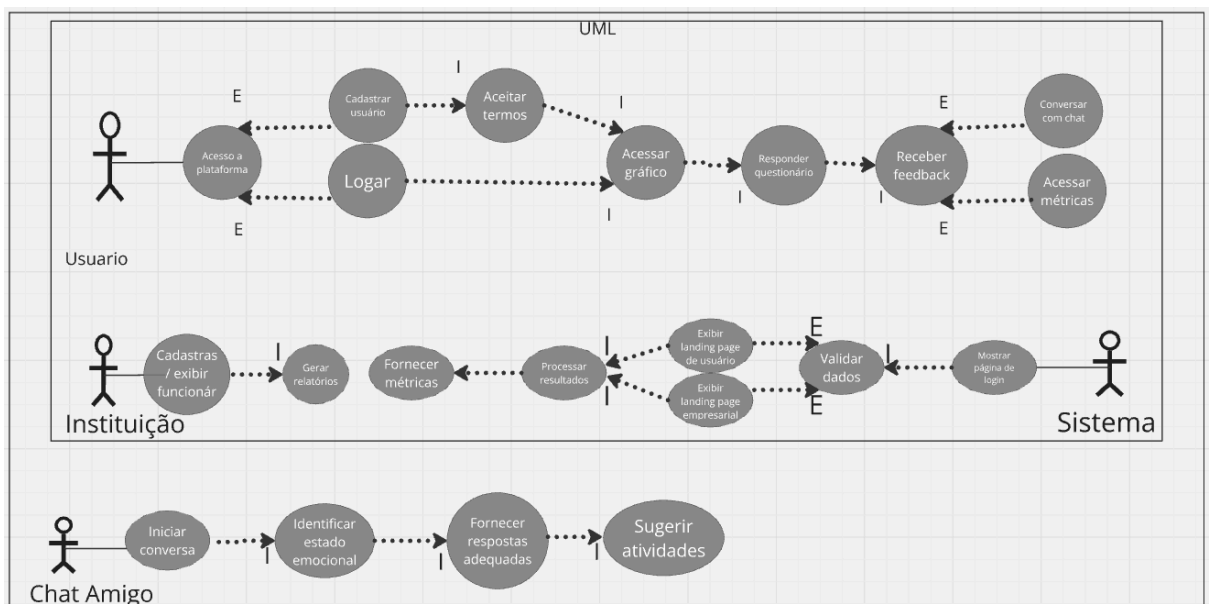 UML
I
E
Cadastrar
usuário
Aceitar
termos
I
E
Conversar
com chat
Acesso a
plataforma
Logar
Acessar
gráfico
Responder
questionário
Receber
feedback
Acessar
métricas
I
I
I
E
E
Usuario
Cadastras
/ exibir
funcionár
I
Gerar
relatórios
Fornecer
métricas
Processar
resultados
I
I
Exibir
landing page
de usuário
Exibir
landing page
empresarial
E
E
Validar
dados
I
Mostrar
página de
login
Instituição
Sistema
Iniciar
conversa
I
Identificar
estado
emocional
I
Fornecer
respostas
adequadas
I
Sugerir
atividades
Chat Amigo